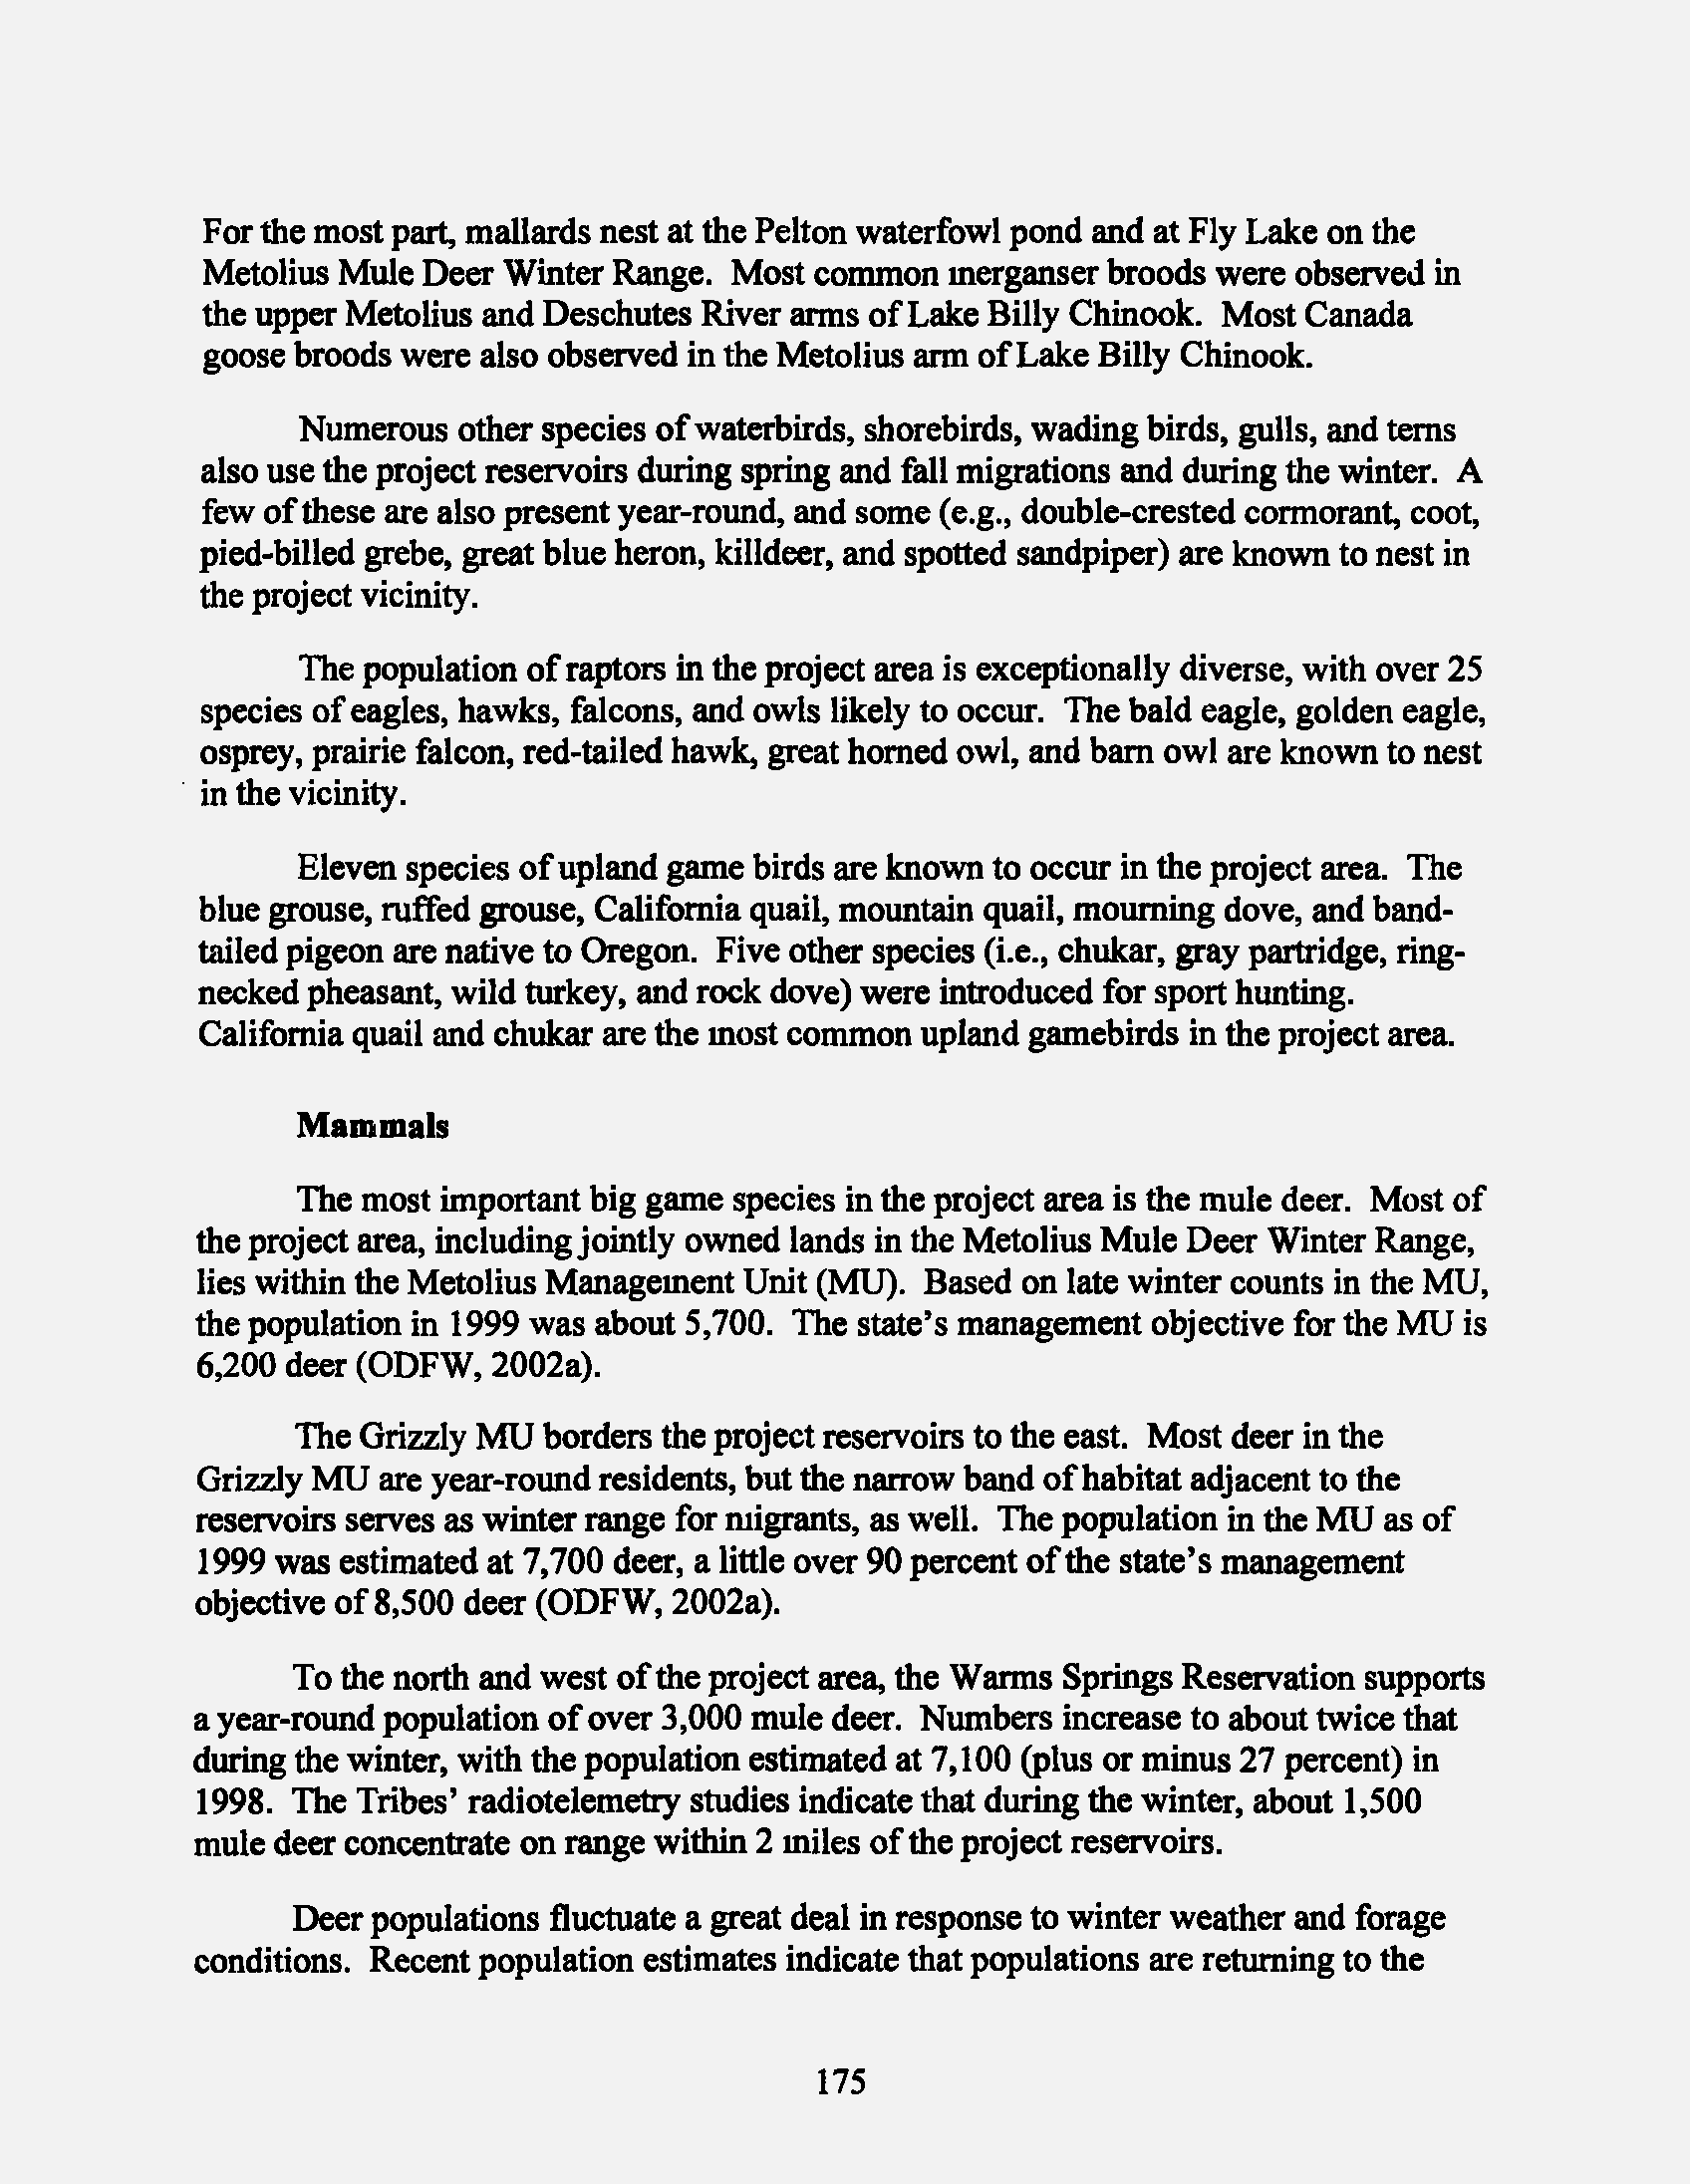 For the most part, mallards nest at the Pelton waterfowl pond and at Fly Lake on the
Metolius Mule Deer Winter Range. Most common merganser broods were observed in
the upper Metolius and Deschutes River arms of Lake Billy Chinook. Most Canada
goose broods were also observed in the Metolius arm of Lake Billy Chinook.
Numerous other species of waterbirds, shorebirds, wading birds, gulls, and terns
also use the project reservoirs during spring and fall migrations and during the winter. A
few of these are also present year-round, and some (e.g., double-crested cormorant, coot,
pied-billed grebe, great blue heron, killdeer, and spotted sandpiper) are known to nest in
the project vicinity.
The population of raptors in the project area is exceptionally diverse, with over 25
species of eagles, hawks, falcons, and owls likely to occur. The bald eagle, golden eagle,
osprey, prairie falcon, red-tailed hawk, great horned owl, and barn owl are known to nest
in the vicinity.
Eleven species of upland game birds are known to occur in the project area. The
blue grouse, ruffed grouse, California quail, mountain quail, mourning dove, and band-
tailed pigeon are native to Oregon. Five other species (i.e., chukar, gray partridge, ring-
necked pheasant, wild turkey, and rock dove) were introduced for sport hunting.
California quail and chukar are the most common upland gamebirds in the project area.
Mammals
The most important big game species in the project area is the mule deer. Most of
the project area, including jointly owned lands in the Metolius Mule Deer Winter Range,
lies within the Metolius Management Unit (MU). Based on late winter counts in the MU,
the population in 1999 was about 5,700. The state's management objective for the MU is
6,200 deer (ODFW, 2002a).
The Grizzly MU borders the project reservoirs to the east. Most deer in the
Grizzly MU are year-round residents, but the narrow band of habitat adjacent to the
reservoirs serves as winter range for migrants, as well. The population in the MU as of
1999 was estimated at 7,700 deer, a little over 90 percent of the state's management
objective of 8,500 deer (ODFW, 2002a).
To the north and west of the project area, the Warms Springs Reservation supports
a year-round population of over 3,000 mule deer. Numbers increase to about twice that
during the winter, with the population estimated at 7,100 (plus or minus 27 percent) in
1998. The Tribes' radiotelemetry studies indicate that during the winter, about 1,500
mule deer concentrate on range within 2 miles of the project reservoirs.
Deer populations fluctuate a great deal in response to winter weather and forage
conditions. Recent population estimates indicate that populations are returning to the
175